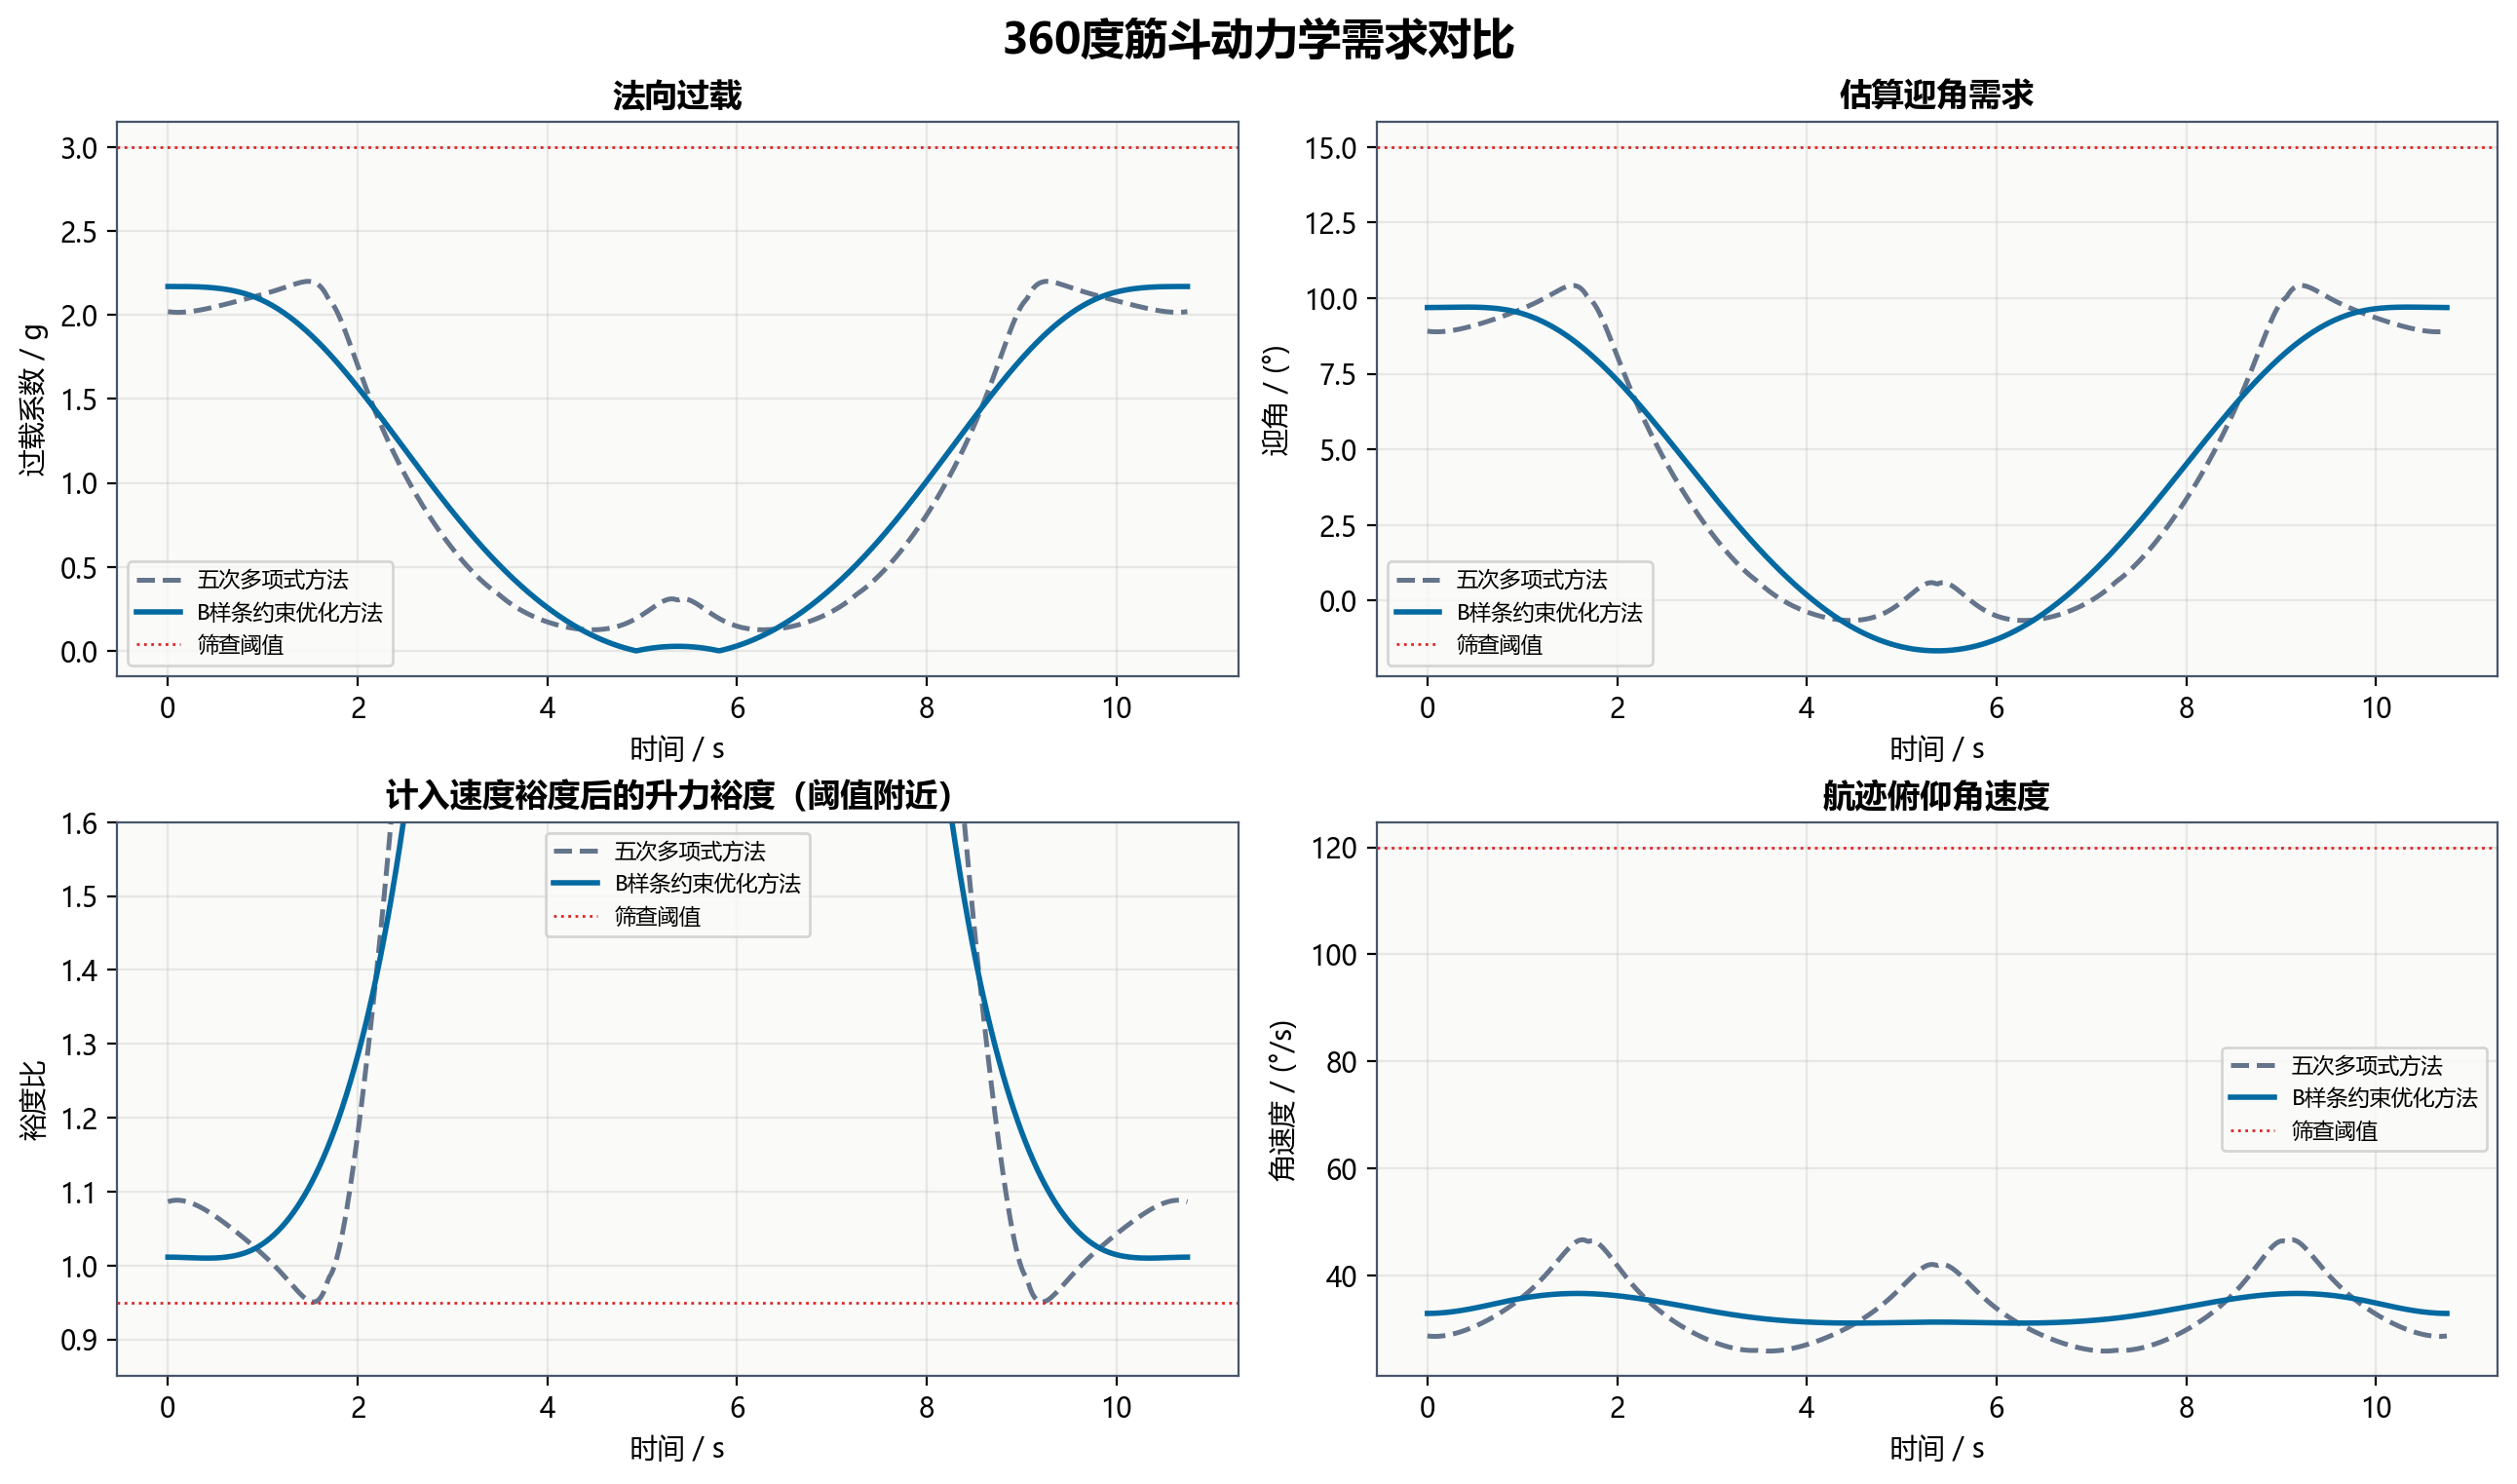 360度筋斗动力学需求对比
法向过载
过载系数 / g
3.0
2.5
2.0
1.5
1.0
0.5
0.0
五次多项式方法
B样条约束优化方法
筛查阈值
0 2 4 6 8 10
时间 / s
估算迎角需求
迎角 / (°)
15.0
12.5
10.0
7.5
5.0
2.5
0.0
五次多项式方法
B样条约束优化方法
筛查阈值
0 2 4 6 8 10
时间 / s
计入速度裕度后的升力裕度（阈值附近）
裕度比
1.6
1.5
1.4
1.3
1.2
1.1
1.0
0.9
五次多项式方法
B样条约束优化方法
筛查阈值
0 2 4 6 8 10
时间 / s
航迹俯仰角速度
角速度 / (°/s)
120
100
80
60
40
五次多项式方法
B样条约束优化方法
筛查阈值
0 2 4 6 8 10
时间 / s